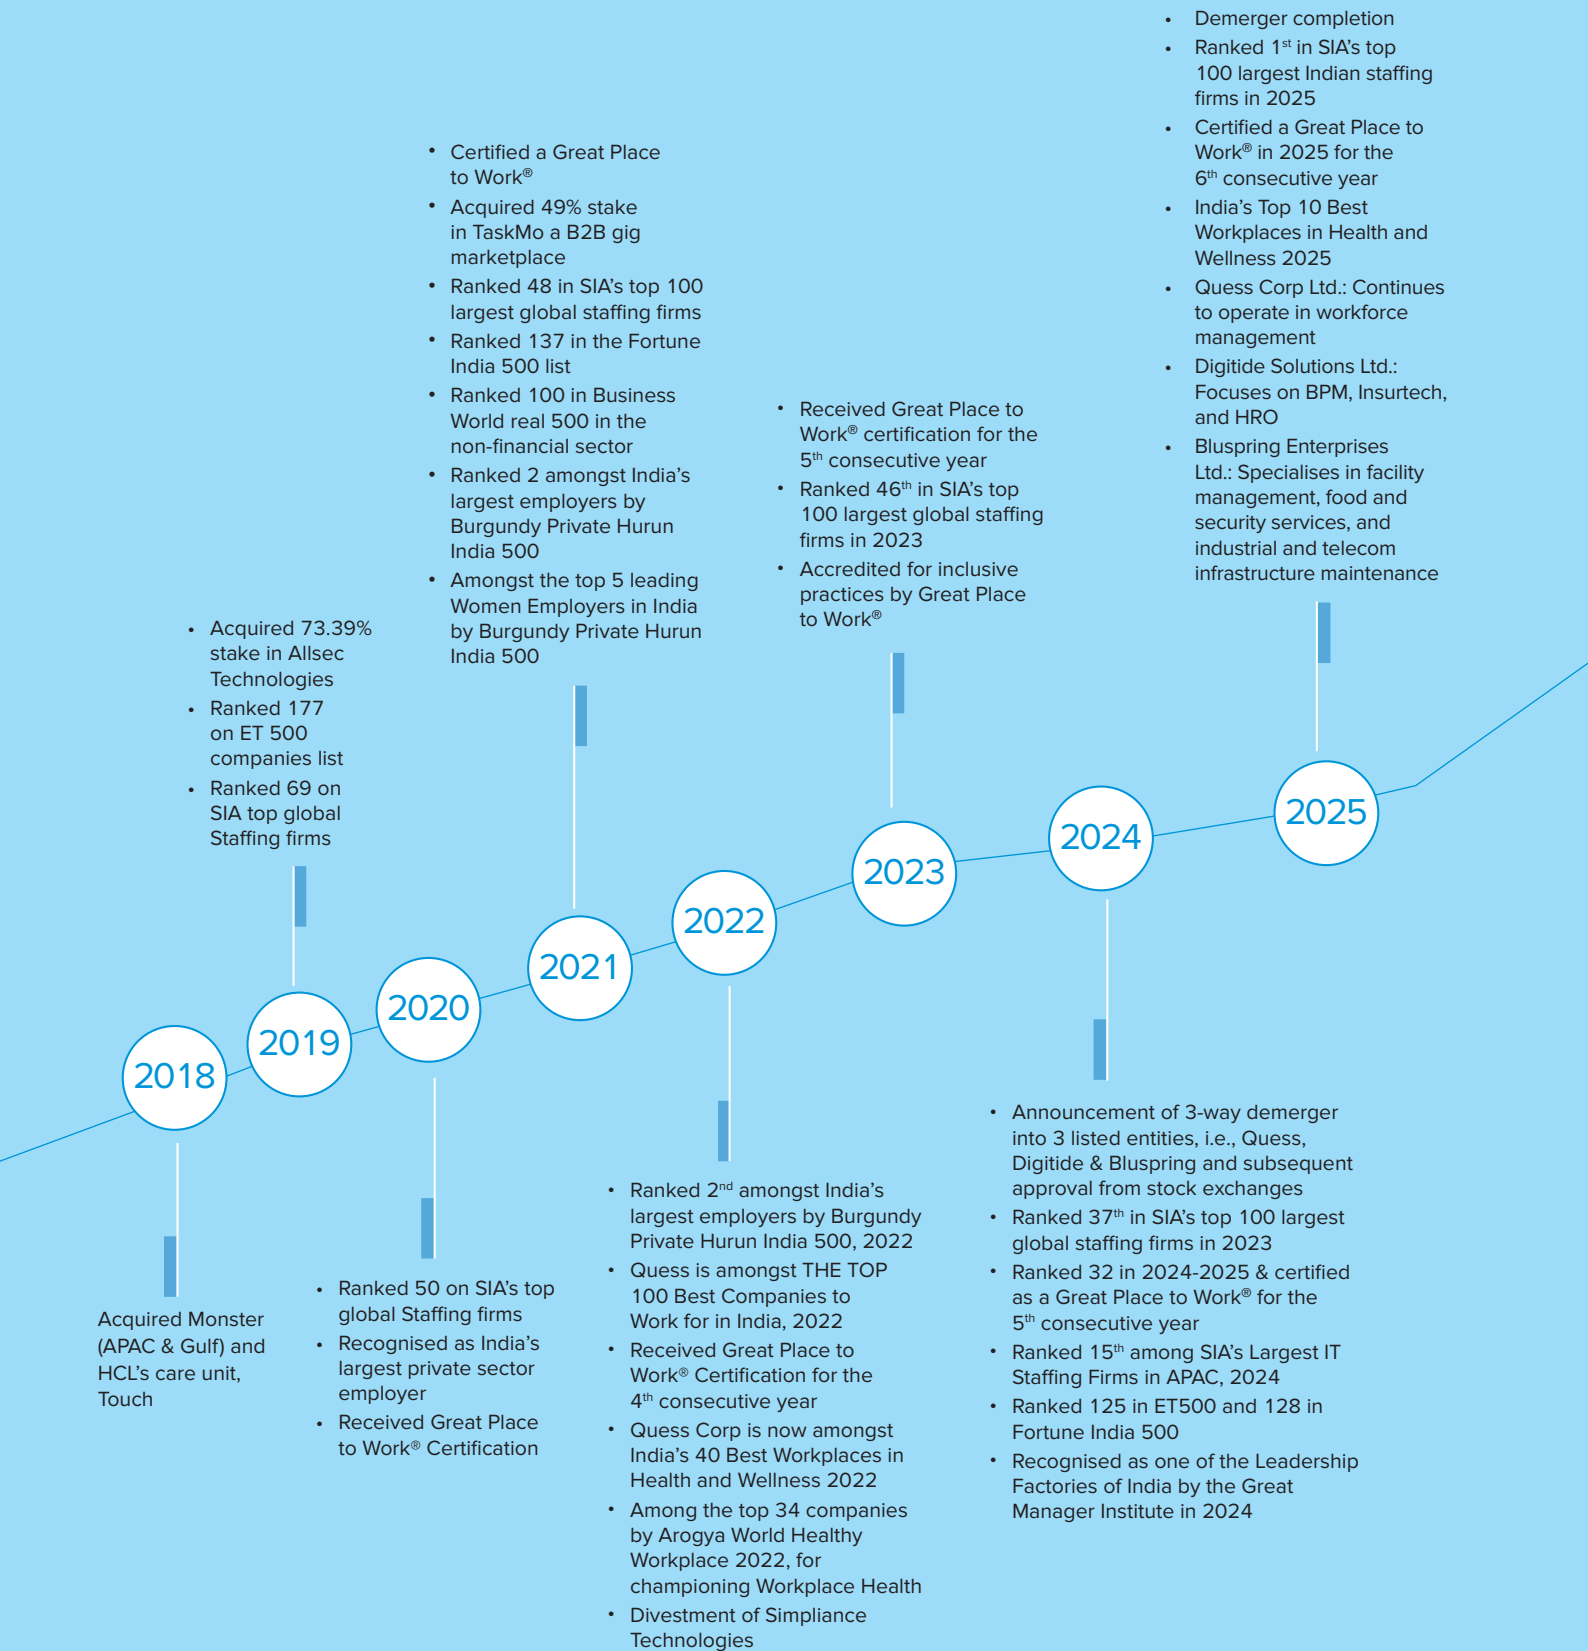 2018
Acquired Monster
(APAC & Gulf) and
HCL's care unit,
Touch
• Acquired 73.39%
stake in Allsec
Technologies
• Ranked 177
on ET 500
companies list
• Ranked 69 on
SIA top global
Staffing firms
2019
2020
• Ranked 50 on SIA's top
global Staffing firms
• Recognised as India's
largest private sector
employer
• Received Great Place
to Work® Certification
• Certified a Great Place
to Work®
• Acquired 49% stake
in TaskMo a B2B gig
marketplace
• Ranked 48 in SIA's top 100
largest global staffing firms
• Ranked 137 in the Fortune
India 500 list
• Ranked 100 in Business
World real 500 in the
non-financial sector
• Ranked 2 amongst India's
largest employers by
Burgundy Private Hurun
India 500
• Amongst the top 5 leading
Women Employers in India
by Burgundy Private Hurun
India 500
2021
2022
• Ranked 2nd amongst India's
largest employers by Burgundy
Private Hurun India 500, 2022
• Quess is amongst THE TOP
100 Best Companies to
Work for in India, 2022
• Received Great Place to
Work® Certification for the
4th consecutive year
• Quess Corp is now amongst
India's 40 Best Workplaces in
Health and Wellness 2022
• Among the top 34 companies
by Arogya World Healthy
Workplace 2022, for
championing Workplace Health
• Divestment of Simpliance
Technologies
• Received Great Place to
Work® certification for the
5th consecutive year
• Ranked 46th in SIA's top
100 largest global staffing
firms in 2023
• Accredited for inclusive
practices by Great Place
to Work®
2023
2024
• Announcement of 3-way demerger
into 3 listed entities, i.e., Quess,
Digitide & Bluspring and subsequent
approval from stock exchanges
• Ranked 37th in SIA's top 100 largest
global staffing firms in 2023
• Ranked 32 in 2024-2025 & certified
as a Great Place to Work® for the
5th consecutive year
• Ranked 15th among SIA's Largest IT
Staffing Firms in APAC, 2024
• Ranked 125 in ET500 and 128 in
Fortune India 500
• Recognised as one of the Leadership
Factories of India by the Great
Manager Institute in 2024
• Demerger completion
• Ranked 1st in SIA's top
100 largest Indian staffing
firms in 2025
• Certified a Great Place to
Work® in 2025 for the
6th consecutive year
• India's Top 10 Best
Workplaces in Health and
Wellness 2025
• Quess Corp Ltd.: Continues
to operate in workforce
management
• Digitide Solutions Ltd.:
Focuses on BPM, Insurtech,
and HRO
• Bluspring Enterprises
Ltd.: Specialises in facility
management, food and
security services, and
industrial and telecom
infrastructure maintenance
2025